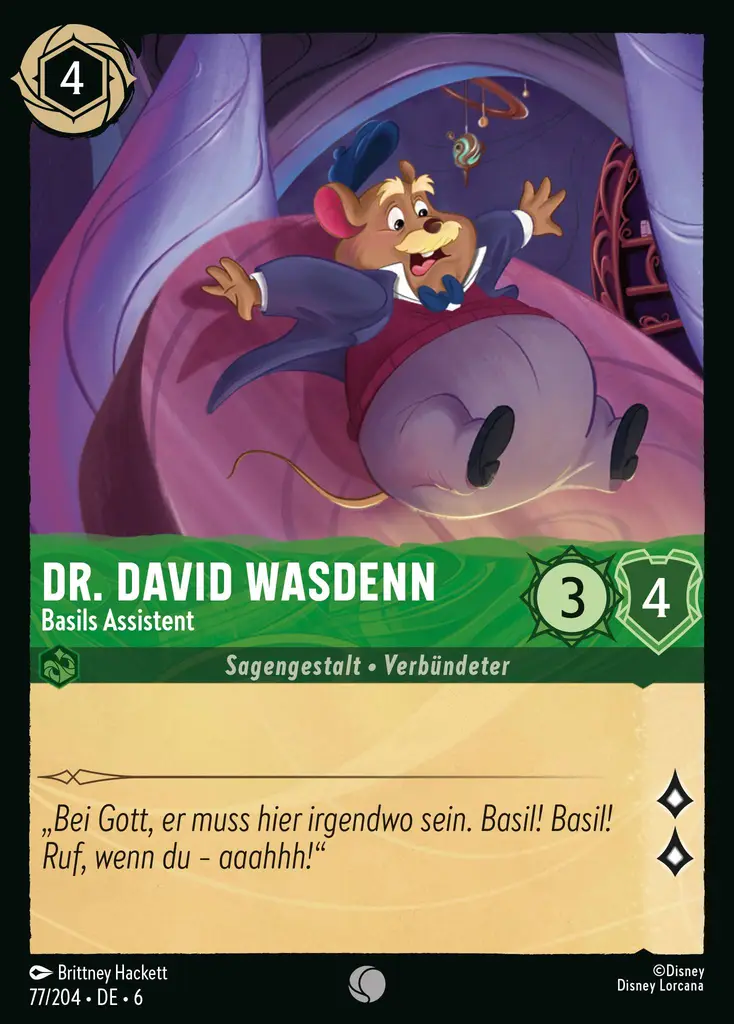 4
DR. DAVID WASDENN
Basils Assistent
3
4
Sagengestalt • Verbündeter
„Bei Gott, er muss hier irgendwo sein. Basil! Basil!
Ruf, wenn du – aaahhh!“
Brittney Hackett
77/204 • DE • 6
©Disney
Disney Lorcana